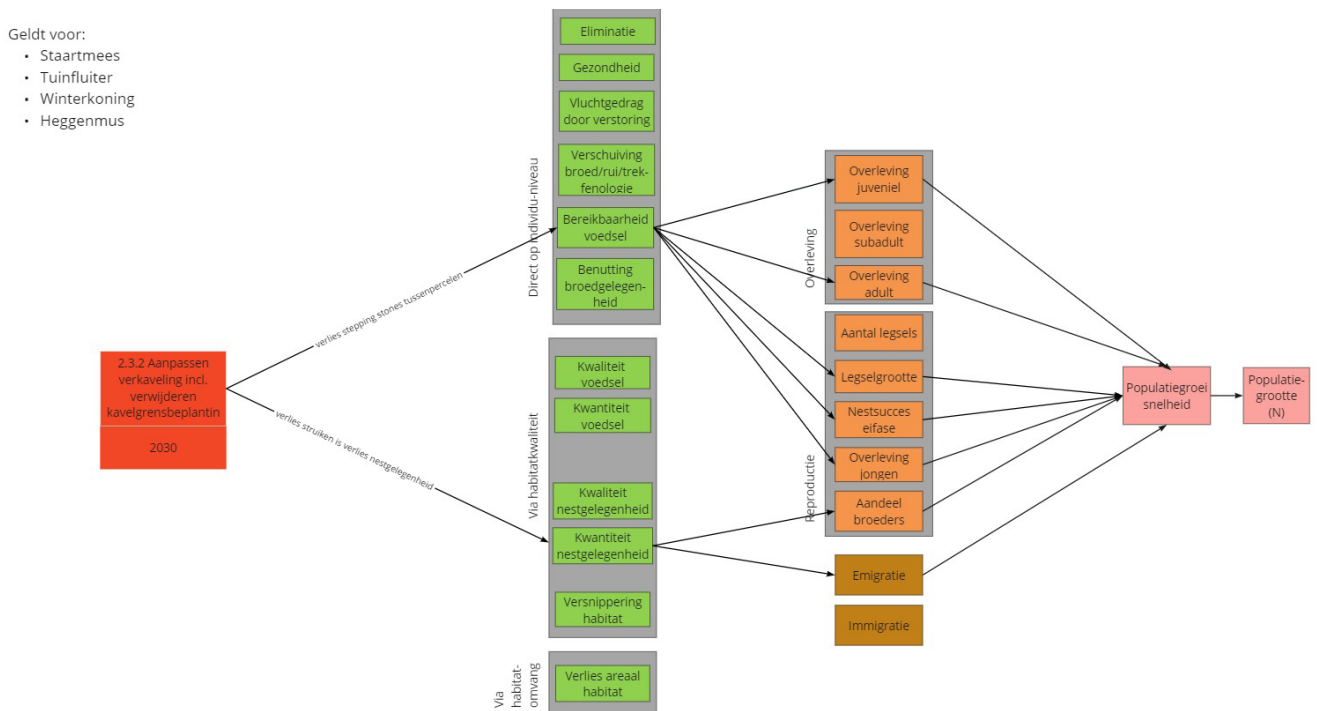 Geldt voor:
• Staartmees
• Tuinfluiter
• Winterkoning
• Heggenmus
2.3.2 Aanpassen
verkaveling incl.
verwijderen
kavelgrensbeplantin
2030
verlies stepping stones tussenpercelen
verlies struiken is verlies nestgelegenheid
Direct op individu-niveau
Eliminatie
Gezondheid
Vluchtgedrag
door verstoring
Verschuiving
broed/rui/trek-
fenologie
Bereikbaarheid
voedsel
Benutting
broedgelegen-
heid
Via habitatkwaliteit
Kwaliteit
voedsel
Kwantiteit
voedsel
Kwaliteit
nestgelegenheid
Kwantiteit
nestgelegenheid
Versnippering
habitat
Via
habitat-
omvang
Verlies areaal
habitat
Overleving
Overleving
juveniel
Overleving
subadult
Overleving
adult
Reproductie
Aantal legsels
Legselgrootte
Nestsucces
eifase
Overleving
jongen
Aandeel
broeders
Emigratie
Immigratie
Populatiegroei
snelheid
Populatie-
grootte
(N)